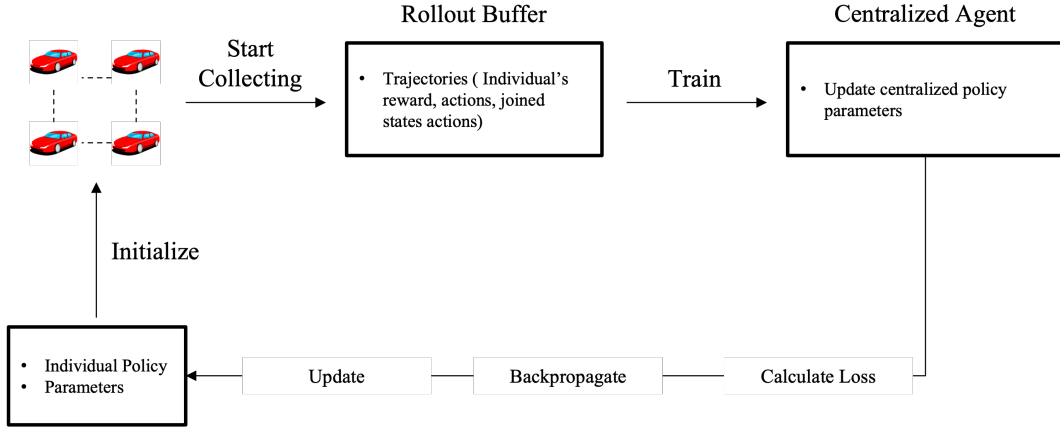 Rollout Buffer
Centralized Agent
Start
Collecting
• Trajectories ( Individual's
reward, actions, joined
states actions)
Train
• Update centralized policy
parameters
Initialize
• Individual Policy
• Parameters
Update
Backpropagate
Calculate Loss